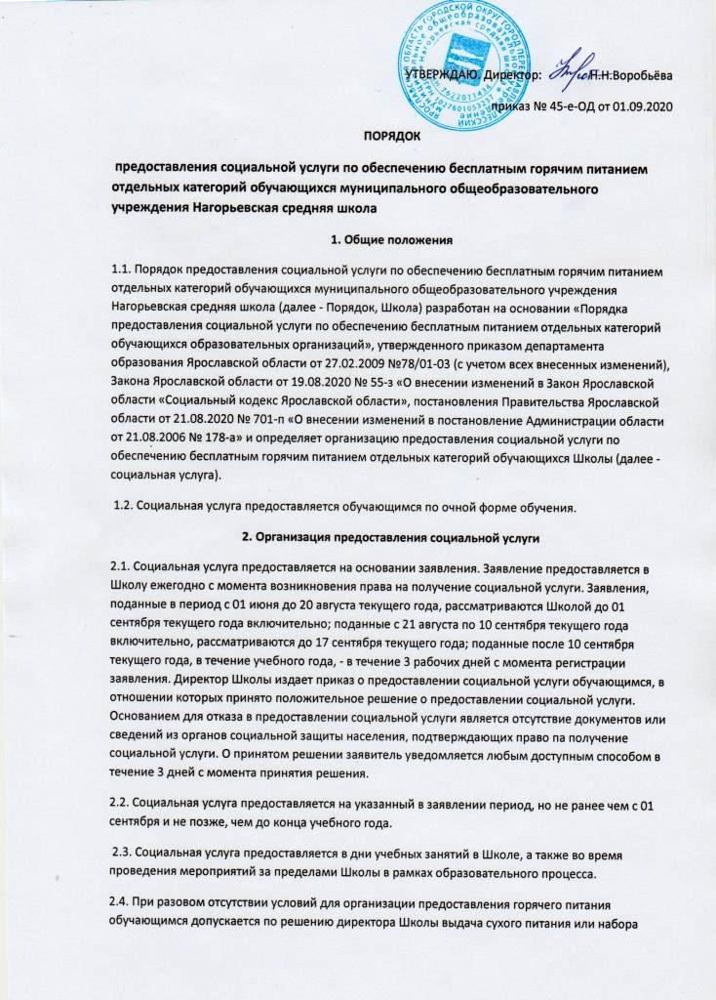 ЯРОСЛАВСКАЯ ОБЛАСТЬ ГОРОДСКОЙ ОКРУГ ГОРОД ПЕРЕСЛАВЛЬ-ЗАЛЕССКИЙ
УТВЕРЖДАЮ. Директор: Н.Н.Воробьёва
приказ № 45-е-ОД от 01.09.2020
ПОРЯДОК
предоставления социальной услуги по обеспечению бесплатным горячим питанием
отдельных категорий обучающихся муниципального общеобразовательного
учреждения Нагорьевская средняя школа
1. Общие положения
1.1. Порядок предоставления социальной услуги по обеспечению бесплатным горячим питанием
отдельных категорий обучающихся муниципального общеобразовательного учреждения
Нагорьевская средняя школа (далее - Порядок, Школа) разработан на основании «Порядка
предоставления социальной услуги по обеспечению бесплатным питанием отдельных категорий
обучающихся образовательных организаций», утвержденного приказом департамента
образования Ярославской области от 27.02.2009 №78/01-03 (с учетом всех внесенных изменений),
Закона Ярославской области от 19.08.2020 № 55-з «О внесении изменений в Закон Ярославской
области «Социальный кодекс Ярославской области», постановления Правительства Ярославской
области от 21.08.2020 № 701-п «О внесении изменений в постановление Администрации области
от 21.08.2006 № 178-а» и определяет организацию предоставления социальной услуги по
обеспечению бесплатным горячим питанием отдельных категорий обучающихся Школы (далее -
социальная услуга).
1.2. Социальная услуга предоставляется обучающимся по очной форме обучения.
2. Организация предоставления социальной услуги
2.1. Социальная услуга предоставляется на основании заявления. Заявление предоставляется в
Школу ежегодно с момента возникновения права на получение социальной услуги. Заявления,
поданные в период с 01 июня до 20 августа текущего года, рассматриваются Школой до 01
сентября текущего года включительно; поданные с 21 августа по 10 сентября текущего года
включительно, рассматриваются до 17 сентября текущего года; поданные после 10 сентября
текущего года, в течение учебного года, - в течение 3 рабочих дней с момента регистрации
заявления. Директор Школы издает приказ о предоставлении социальной услуги обучающимся, в
отношении которых принято положительное решение о предоставлении социальной услуги.
Основанием для отказа в предоставлении социальной услуги является отсутствие документов или
сведений из органов социальной защиты населения, подтверждающих право па получение
социальной услуги. О принятом решении заявитель уведомляется любым доступным способом в
течение 3 дней с момента принятия решения.
2.2. Социальная услуга предоставляется на указанный в заявлении период, но не ранее чем с 01
сентября и не позже, чем до конца учебного года.
2.3. Социальная услуга предоставляется в дни учебных занятий в Школе, а также во время
проведения мероприятий за пределами Школы в рамках образовательного процесса.
2.4. При разовом отсутствии условий для организации предоставления горячего питания
обучающимся допускается по решению директора Школы выдача сухого питания или набора